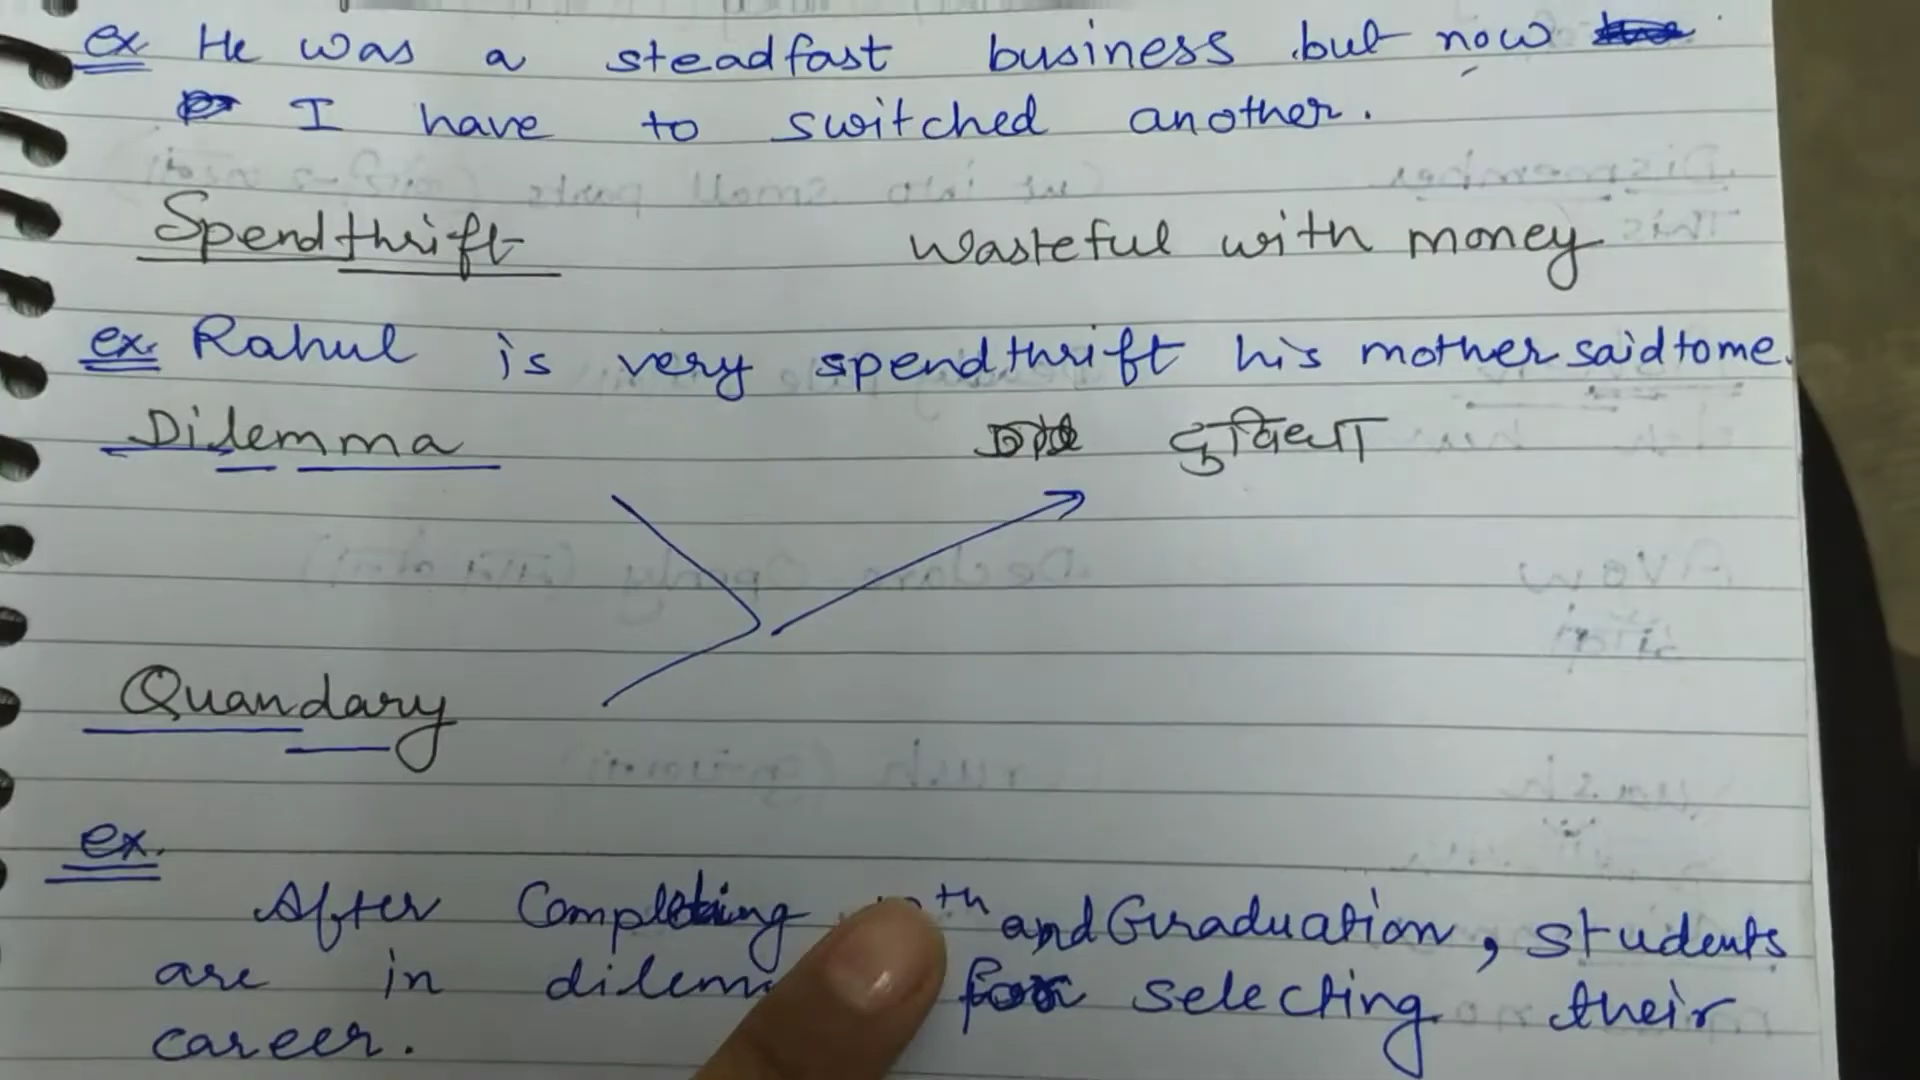 ex He was a steadfast business but now
I have to switched another.
Spendthrift wasteful with money
ex. Rahul is very spendthrift his mother said to me.
Dilemma दुविधा
Quandary
ex.
After Completing and Graduation, students
are in for selecting their
career.